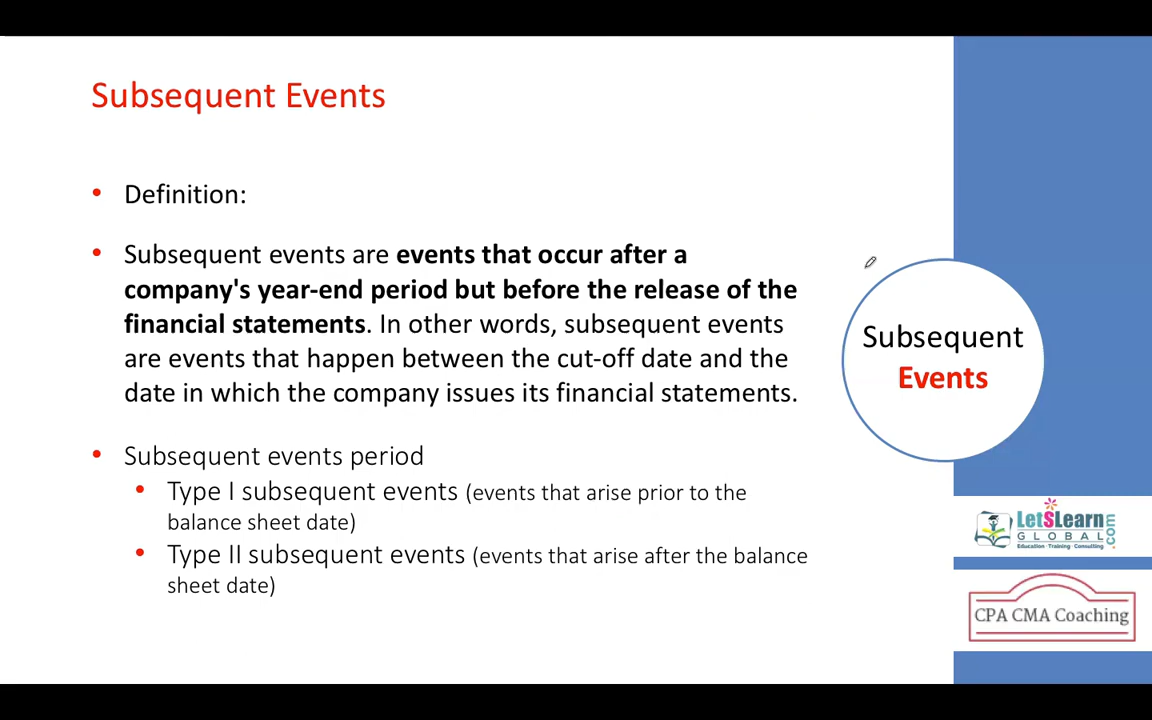 Subsequent Events
• Definition:
• Subsequent events are events that occur after a
company's year-end period but before the release of the
financial statements. In other words, subsequent events
are events that happen between the cut-off date and the
date in which the company issues its financial statements.
• Subsequent events period
• Type I subsequent events (events that arise prior to the
balance sheet date)
• Type II subsequent events (events that arise after the balance
sheet date)
Subsequent
Events
LetSLearn
GLOBAL
.com
Education • Training • Consulting
CPA CMA Coaching